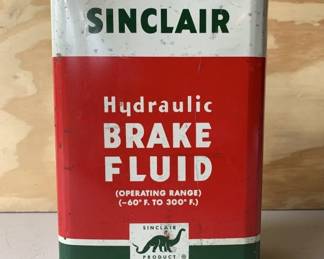 SINCLAIR
Hydraulic
BRAKE
FLUID
(OPERATING RANGE)
(-60° F. TO 300° F.)
SINCLAIR
PRODUCT ®